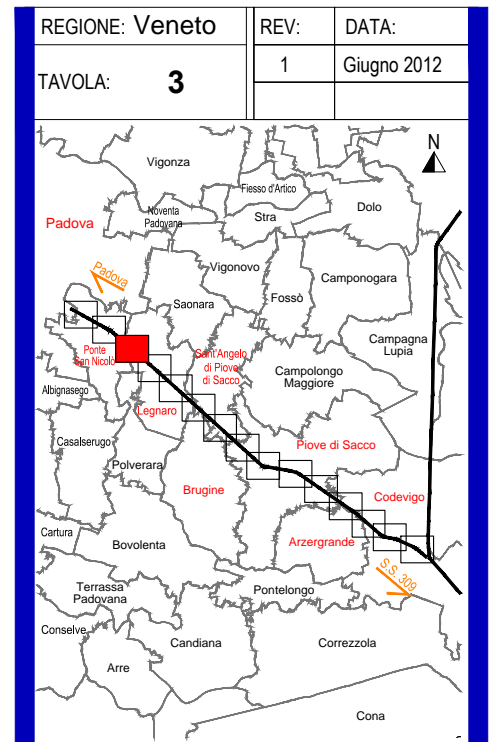 REGIONE: Veneto
REV:
DATA:
TAVOLA: 3
1
Giugno 2012
N
Vigonza
Fiesso d'Artico
Dolo
Noventa
Padovana
Stra
Padova
Padova
Vigonovo
Camponogara
Saonara
Fossò
Campagna
Lupia
Ponte
San Nicolò
Sant'Angelo
di Piove
di Sacco
Campolongo
Maggiore
Albignasego
Legnaro
Casalserugo
Piove di Sacco
Polverara
Brugine
Codevigo
Cartura
Bovolenta
Arzergrande
S.S. 309
Terrassa
Padovana
Pontelongo
Conselve
Candiana
Correzzola
Arre
Cona